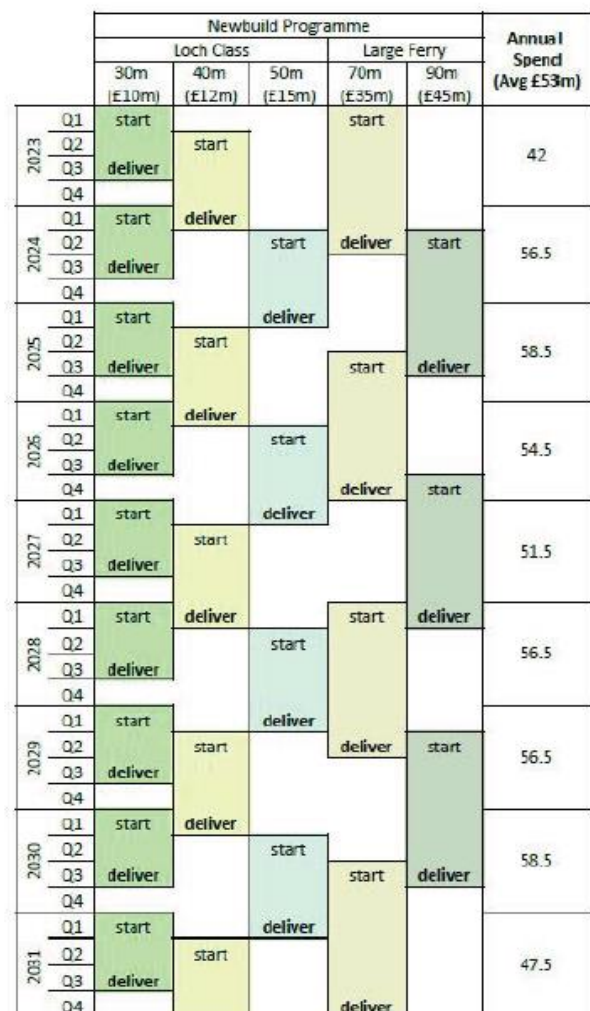 Newbuild Programme
Annual Spend (Avg £53m)
Loch Class Large Ferry
30m 40m 50m 70m 90m
(£10m) (£12m) (£15m) (£35m) (£45m)
2023
Q1 start start
Q2 start
42
Q3 deliver
Q4
2024
Q1 start deliver
Q2 start deliver start
56.5
Q3 deliver
Q4
2025
Q1 start deliver
Q2 start
58.5
Q3 deliver start deliver
Q4
2026
Q1 start deliver
Q2 start
54.5
Q3 deliver
Q4 deliver start
2027
Q1 start deliver
Q2 start
51.5
Q3 deliver
Q4
2028
Q1 start deliver start deliver
Q2 start
56.5
Q3 deliver
Q4
2029
Q1 start deliver
Q2 start deliver start
56.5
Q3 deliver
Q4
2030
Q1 start deliver
Q2 start
58.5
Q3 deliver start deliver
Q4
2031
Q1 start deliver
Q2 start
47.5
Q3 deliver
Q4 deliver